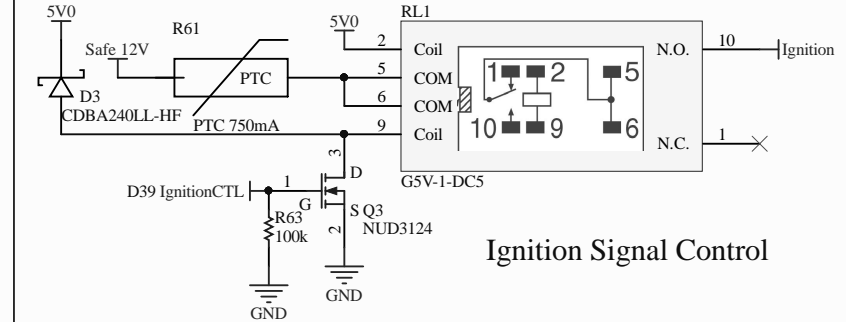 5V0
R61
5V0
RL1
Safe 12V
2
Coil
N.O.
10
Ignition
PTC
5
COM
1
2
5
D3
6
COM
CDBA240LL-HF
PTC 750mA
9
Coil
10
9
6
N.C.
1
3
D
G5V-1-DC5
D39 IgnitionCTL
1
G
R63
S
Q3
100k
2
NUD3124
Ignition Signal Control
GND
GND